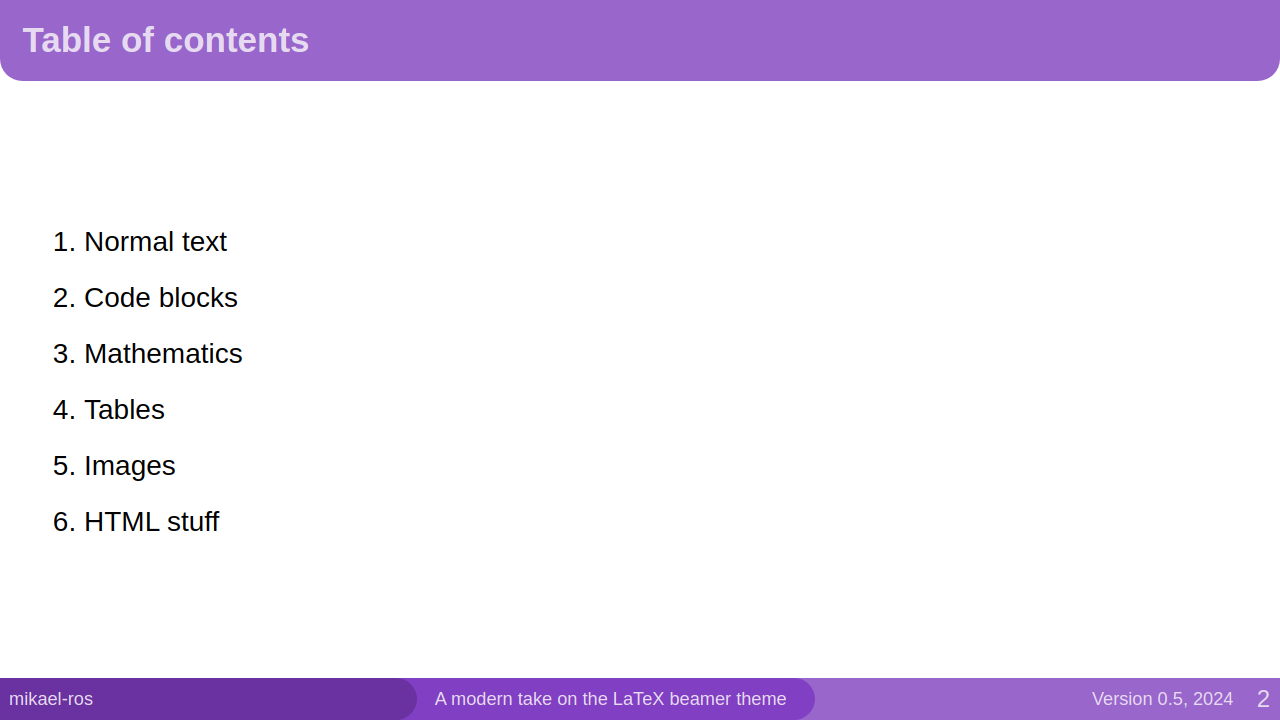 Table of contents
1. Normal text
2. Code blocks
3. Mathematics
4. Tables
5. Images
6. HTML stuff
mikael-ros A modern take on the LaTeX beamer theme Version 0.5, 2024 2